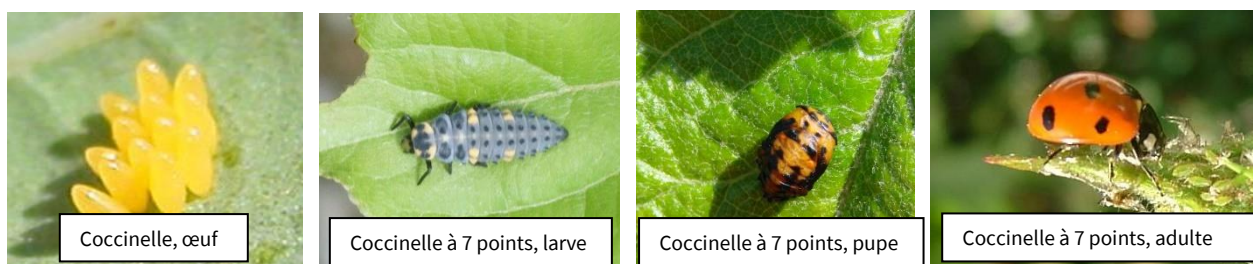 Coccinelle, œuf
Coccinelle à 7 points, larve
Coccinelle à 7 points, pupe
Coccinelle à 7 points, adulte